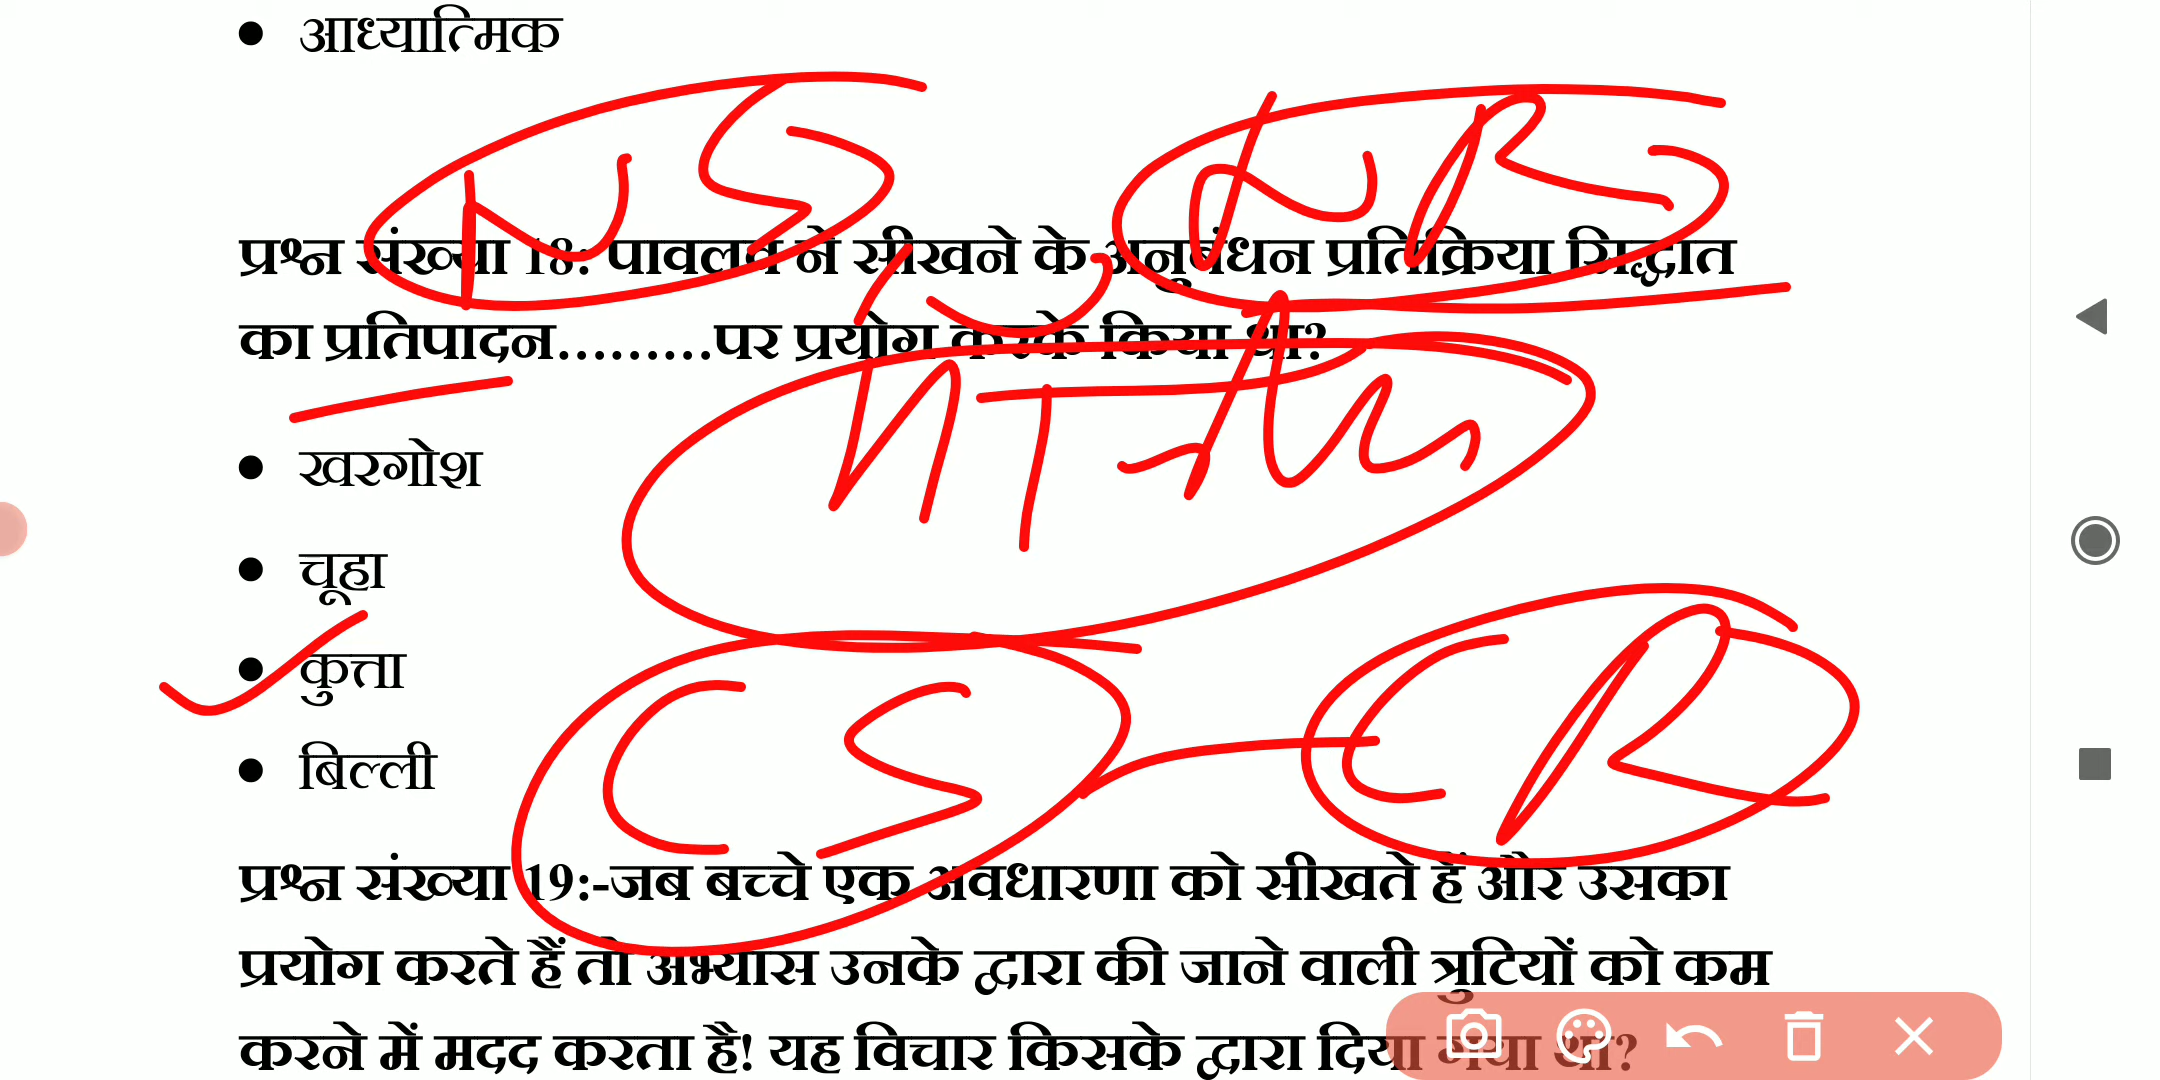 आध्यात्मिक
NS
NRS
प्रश्न संख्या 18: पावलव ने सीखने के अनुबंधन प्रतिक्रिया सिद्धांत
का प्रतिपादन.........पर प्रयोग करके किया था?
खरगोश
चूहा
कुत्ता
बिल्ली
CS
CR
प्रश्न संख्या 19:-जब बच्चे एक अवधारणा को सीखते हैं और उसका
प्रयोग करते हैं तो अभ्यास उनके द्वारा की जाने वाली त्रुटियों को कम
करने में मदद करता है! यह विचार किसके द्वारा दिया गया था?